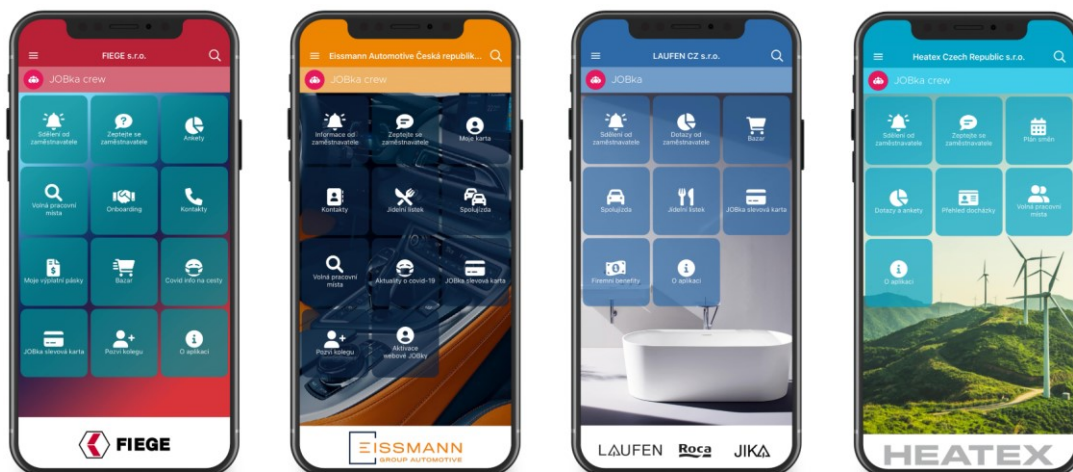 FIEGE s.r.o.
JOBka crew
Sdělení od
zaměstnavatele
Zeptejte se
zaměstnavatele
Ankety
Volná pracovní
místa
Onboarding
Kontakty
Moje výplatní pásky
Bazar
Covid info na cesty
JOBka slevová karta
Pozvi kolegu
O aplikaci
FIEGE
Eissmann Automotive Česká republik...
JOBka crew
Informace od
zaměstnavatele
Zeptejte se
zaměstnavatele
Moje karta
Kontakty
Jídelní lístek
Spolujízda
Volná pracovní
místa
Aktuality o covid-19
JOBka slevová karta
Pozvi kolegu
Aktivace
webové JOBky
EISSMANN
GROUP AUTOMOTIVE
LAUFEN CZ s.r.o.
JOBka
Sdělení od
zaměstnavatele
Dotazy od
zaměstnavatele
Bazar
Spolujízda
Jídelní lístek
JOBka slevová karta
Firemní benefity
O aplikaci
LAUFEN Roca JIKA
Heatex Czech Republic s.r.o.
JOBka crew
Sdělení od
zaměstnavatele
Zeptejte se
zaměstnavatele
Plán směn
Dotazy a ankety
Přehled docházky
Volná pracovní
místa
O aplikaci
HEATEX